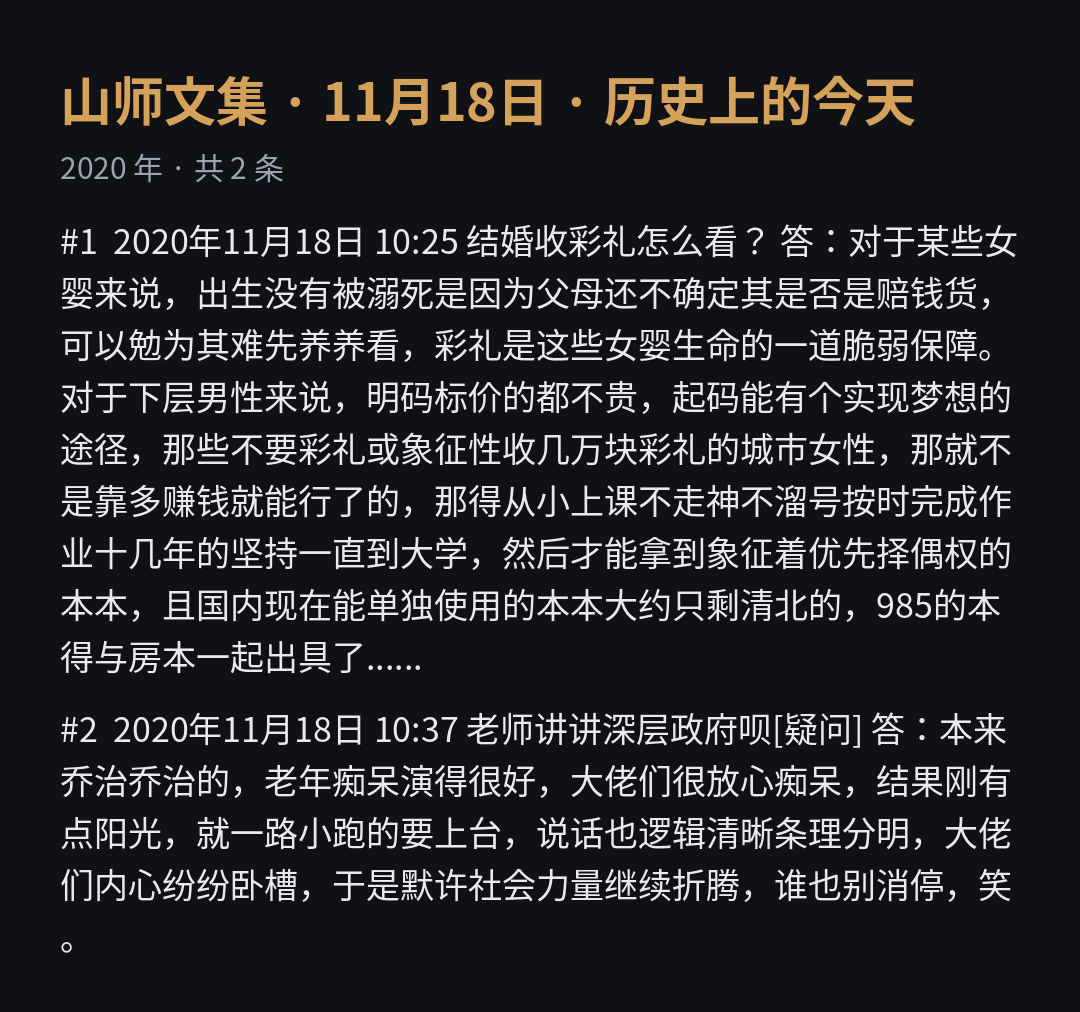 山师文集 · 11月18日 · 历史上的今天
2020 年 · 共 2 条
#1 2020年11月18日 10:25 结婚收彩礼怎么看？ 答：对于某些女
婴来说，出生没有被溺死是因为父母还不确定其是否是赔钱货，
可以勉为其难先养养看，彩礼是这些女婴生命的一道脆弱保障。
对于下层男性来说，明码标价的都不贵，起码能有个实现梦想的
途径，那些不要彩礼或象征性收几万块彩礼的城市女性，那就不
是靠多赚钱就能行了的，那得从小上课不走神不溜号按时完成作
业十几年的坚持一直到大学，然后才能拿到象征着优先择偶权的
本本，且国内现在能单独使用的本本大约只剩清北的，985的本
得与房本一起出具了......
#2 2020年11月18日 10:37 老师讲讲深层政府呗[疑问] 答：本来
乔治乔治的，老年痴呆演得很好，大佬们很放心痴呆，结果刚有
点阳光，就一路小跑的要上台，说话也逻辑清晰条理分明，大佬
们内心纷纷卧槽，于是默许社会力量继续折腾，谁也别消停，笑
。